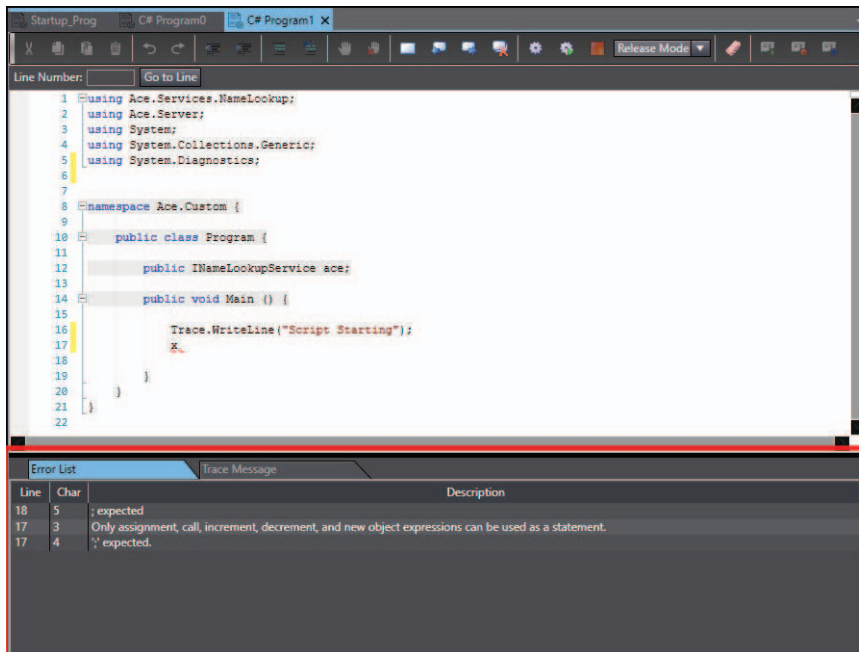 Startup_Prog C# Program0 C# Program1 X
Release Mode
Line Number: Go to Line
1 using Ace.Services.NameLookup;
2 using Ace.Server;
3 using System;
4 using System.Collections.Generic;
5 using System.Diagnostics;
6
7
8 namespace Ace.Custom {
9
10 public class Program {
11
12 public INameLookupService ace;
13
14 public void Main () {
15
16 Trace.WriteLine("Script Starting");
17 x
18
19 }
20 }
21 }
22
Error List Trace Message
Line Char Description
18 5 ; expected
17 3 Only assignment, call, increment, decrement, and new object expressions can be used as a statement.
17 4 ';' expected.